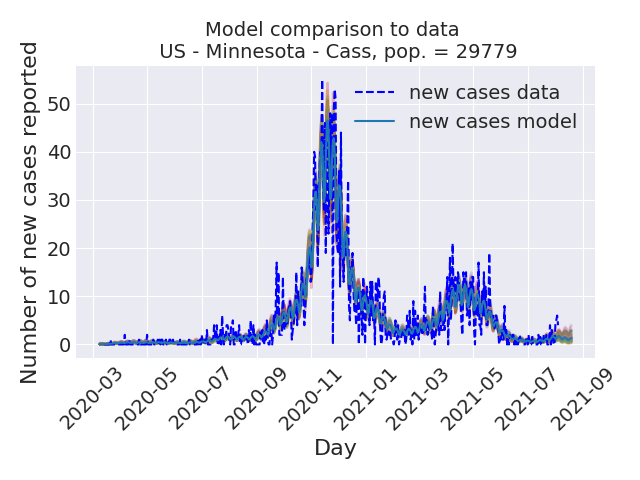 Model comparison to data
US - Minnesota - Cass, pop. = 29779
new cases data
new cases model
Number of new cases reported
50
40
30
20
10
0
2020-03
2020-05
2020-07
2020-09
2020-11
2021-01
2021-03
2021-05
2021-07
2021-09
Day